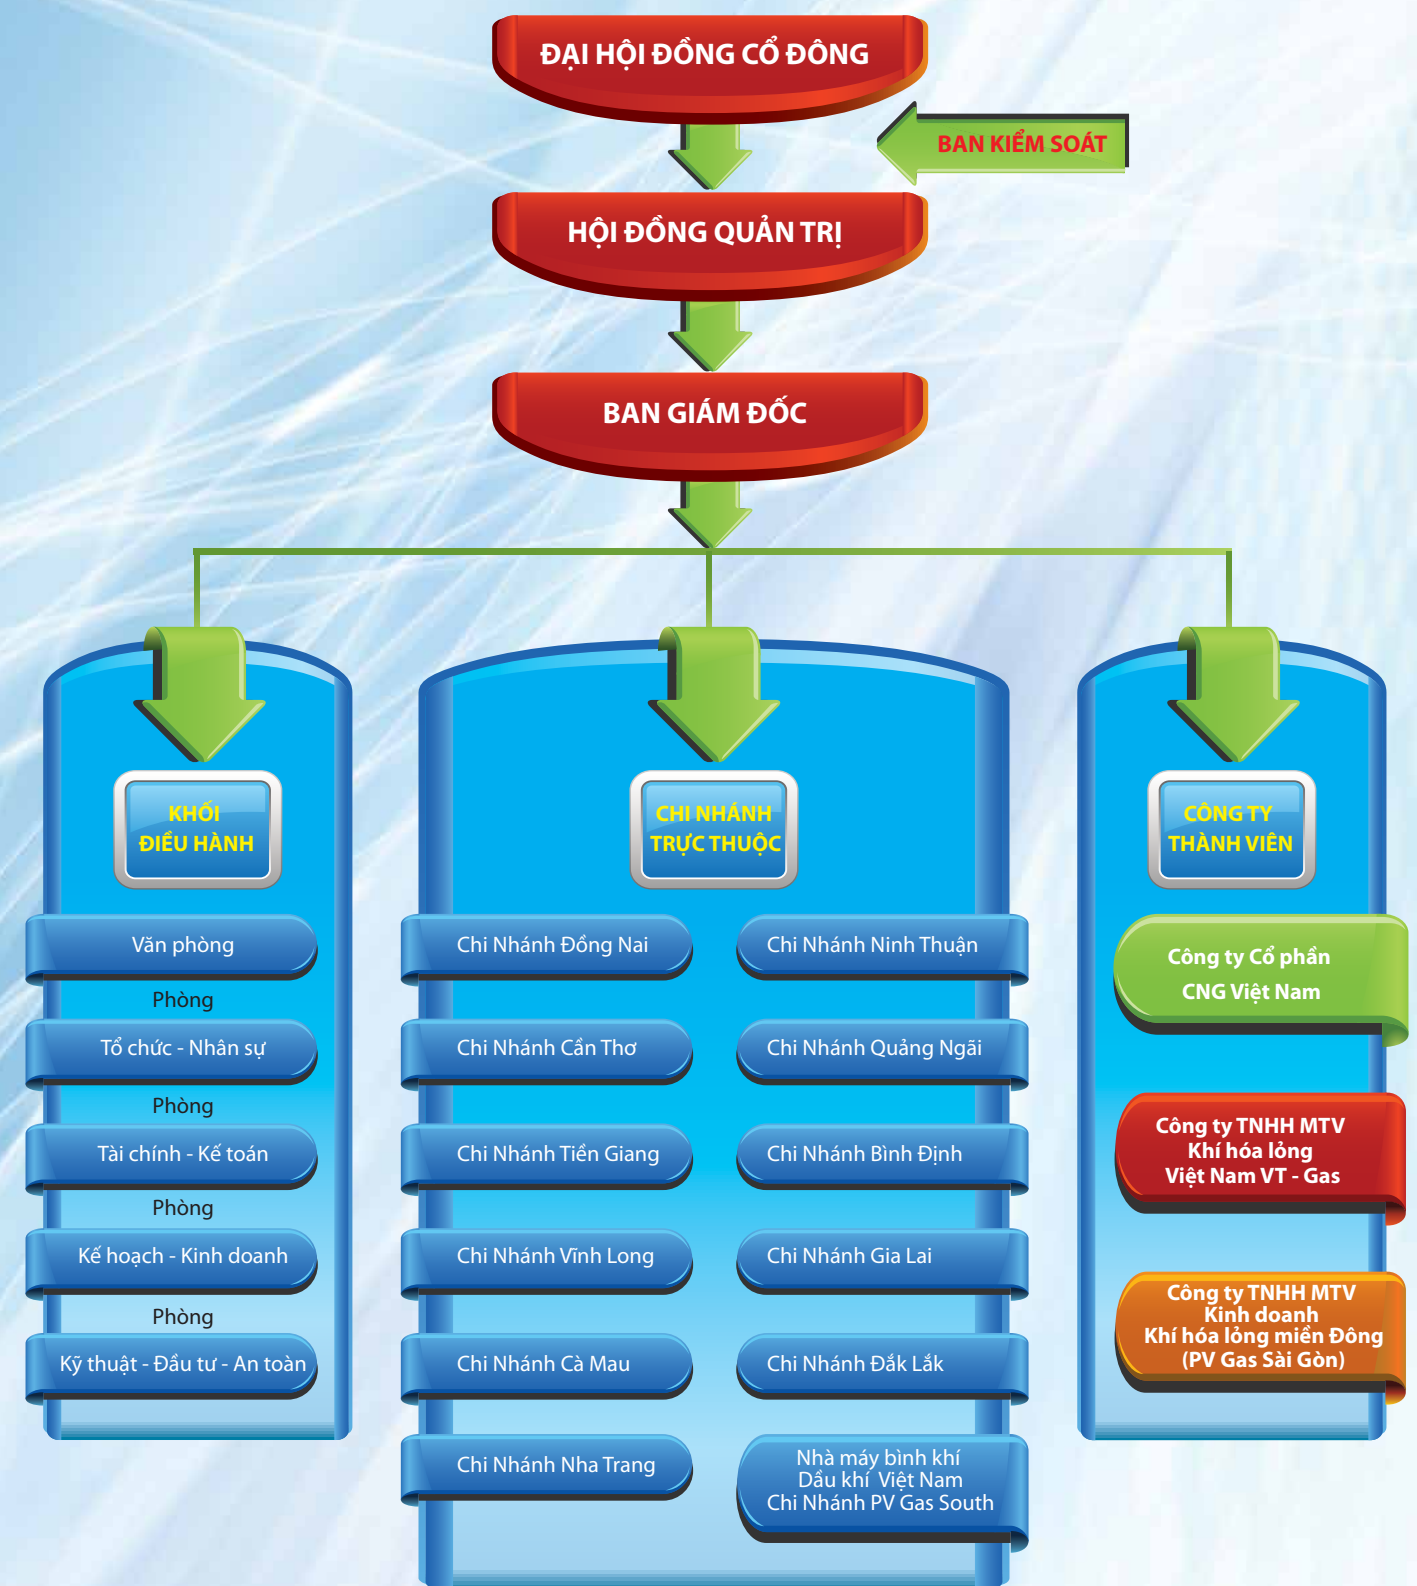 ĐẠI HỘI ĐỒNG CỔ ĐÔNG
BAN KIỂM SOÁT
HỘI ĐỒNG QUẢN TRỊ
BAN GIÁM ĐỐC
KHỐI
ĐIỀU HÀNH
Văn phòng
Phòng
Tổ chức - Nhân sự
Phòng
Tài chính - Kế toán
Phòng
Kế hoạch - Kinh doanh
Phòng
Kỹ thuật - Đầu tư - An toàn
CHI NHÁNH
TRỰC THUỘC
Chi Nhánh Đồng Nai
Chi Nhánh Cần Thơ
Chi Nhánh Tiền Giang
Chi Nhánh Vĩnh Long
Chi Nhánh Cà Mau
Chi Nhánh Nha Trang
Chi Nhánh Ninh Thuận
Chi Nhánh Quảng Ngãi
Chi Nhánh Bình Định
Chi Nhánh Gia Lai
Chi Nhánh Đắk Lắk
Nhà máy bình khí
Dầu khí Việt Nam
Chi Nhánh PV Gas South
CÔNG TY
THÀNH VIÊN
Công ty Cổ phần
CNG Việt Nam
Công ty TNHH MTV
Khí hóa lỏng
Việt Nam VT - Gas
Công ty TNHH MTV
Kinh doanh
Khí hóa lỏng miền Đông
(PV Gas Sài Gòn)